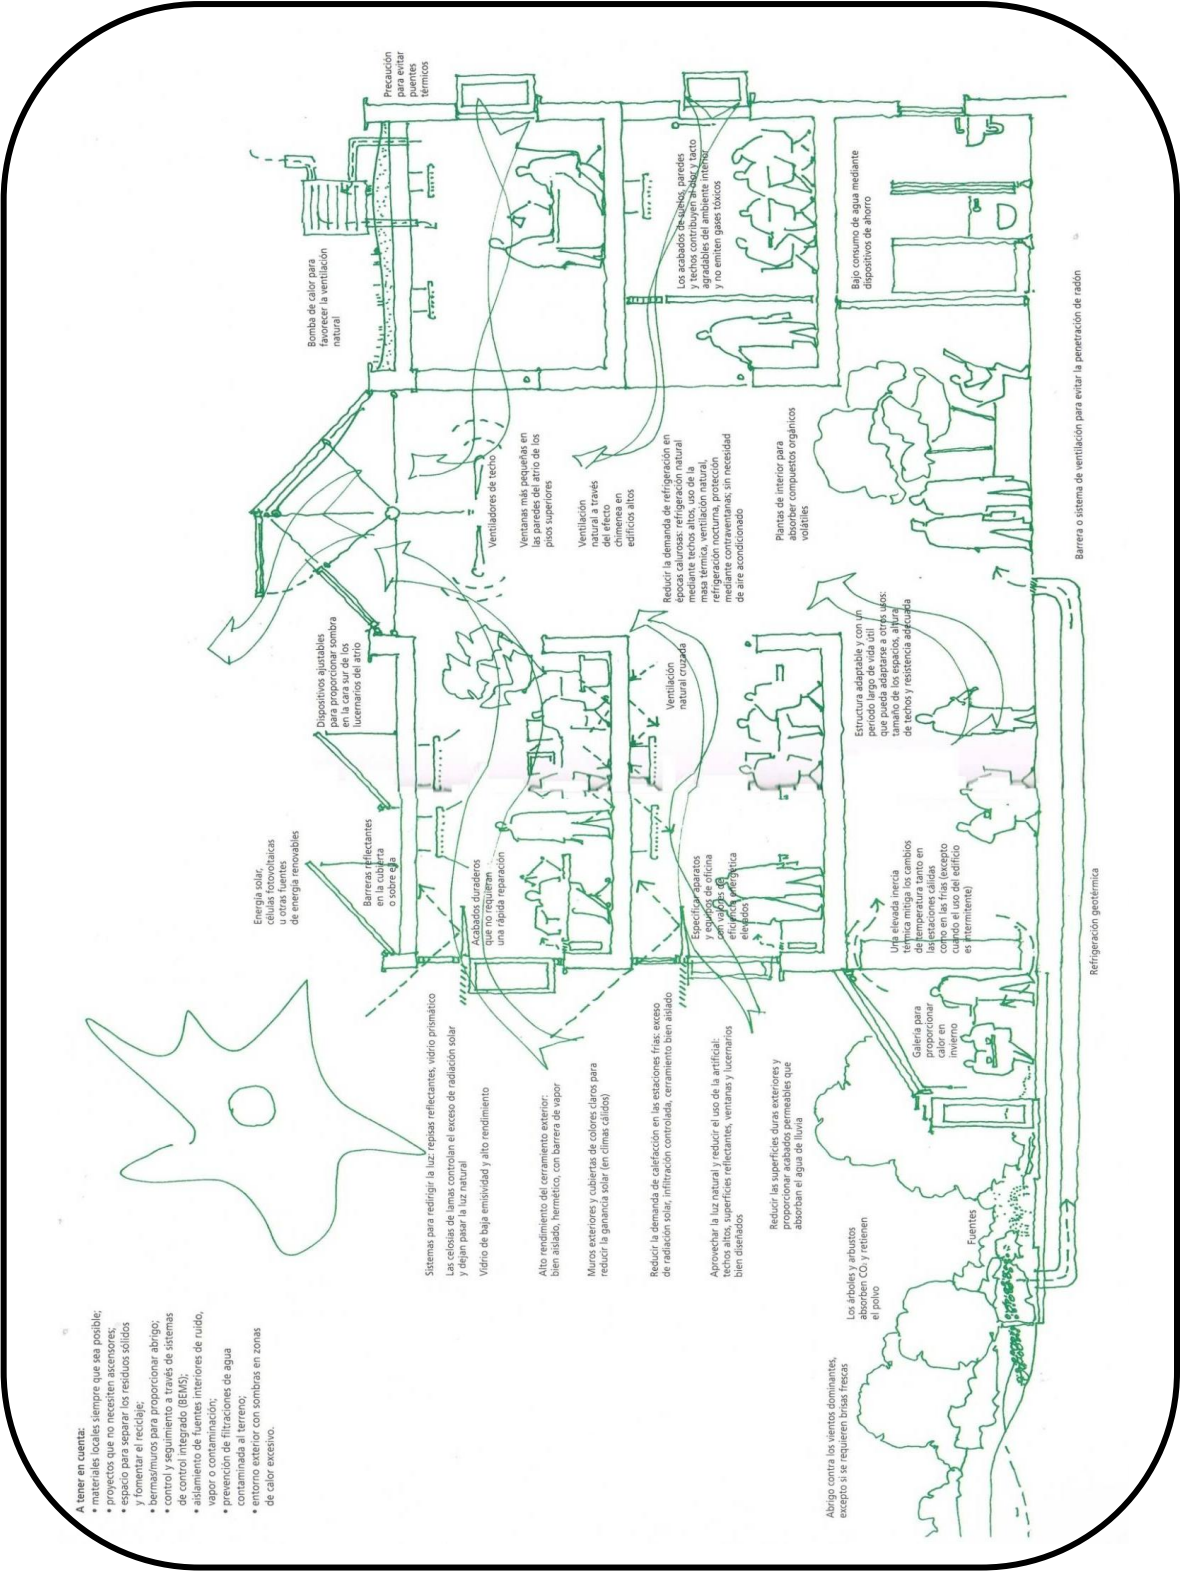 A tener en cuenta:
• materiales locales siempre que sea posible;
• proyectos que no necesiten ascensores;
• espacio para separar los residuos sólidos
y fomentar el reciclaje;
• bermas/muros para proporcionar abrigo;
• control y seguimiento a través de sistemas
de control integrado (BEMS);
• aislamiento de fuentes interiores de ruido,
vapor o contaminación;
• prevención de filtraciones de agua
contaminada al terreno;
• entorno exterior con sombras en zonas
de calor excesivo.
Energía solar,
células fotovoltaicas
u otras fuentes
de energía renovables
Dispositivos ajustables
para proporcionar sombra
en la cara sur de los
lucernarios del atrio
Bomba de calor para
favorecer la ventilación
natural
Precaución
para evitar
puentes
térmicos
Barreras reflectantes
en la cubierta
o sobre ella
Sistemas para redirigir la luz: repisas reflectantes, vidrio prismático
Las celosías de lamas controlan el exceso de radiación solar
y dejan pasar la luz natural
Vidrio de baja emisividad y alto rendimiento
Alto rendimiento del cerramiento exterior:
bien aislado, hermético, con barrera de vapor
Muros exteriores y cubiertas de colores claros para
reducir la ganancia solar (en climas cálidos)
Reducir la demanda de calefacción en las estaciones frías: exceso
de radiación solar, infiltración controlada, cerramiento bien aislado
Aprovechar la luz natural y reducir el uso de la artificial:
techos altos, superficies reflectantes, ventanas y lucernarios
bien diseñados
Reducir las superficies duras exteriores y
proporcionar acabados permeables que
absorban el agua de lluvia
Acabados duraderos
que no requieran
una rápida reparación
Ventiladores de techo
Ventanas más pequeñas en
las paredes del atrio de los
pisos superiores
Ventilación
natural a través
del efecto
chimenea en
edificios altos
Ventilación
natural cruzada
Reducir la demanda de refrigeración en
épocas calurosas: refrigeración natural
mediante techos altos, uso de la
masa térmica, ventilación natural,
refrigeración nocturna, protección
mediante contraventanas; sin necesidad
de aire acondicionado
Los acabados de suelos, paredes
y techos contribuyen al olor y tacto
agradables del ambiente interior
y no emiten gases tóxicos
Especificar aparatos
y equipos de oficina
con valores de
eficiencia energética
elevados
Plantas de interior para
absorber compuestos orgánicos
volátiles
Bajo consumo de agua mediante
dispositivos de ahorro
Estructura adaptable y con un
período largo de vida útil
que pueda adaptarse a otros usos:
tamaño de los espacios, altura
de techos y resistencia adecuada
Una elevada inercia
térmica mitiga los cambios
de temperatura tanto en
las estaciones cálidas
como en las frías (excepto
cuando el uso del edificio
es intermitente)
Galería para
proporcionar
calor en
invierno
Abrigo contra los vientos dominantes,
excepto si se requieren brisas frescas
Los árboles y arbustos
absorben CO₂ y retienen
el polvo
Fuentes
Refrigeración geotérmica
Barrera o sistema de ventilación para evitar la penetración de radón